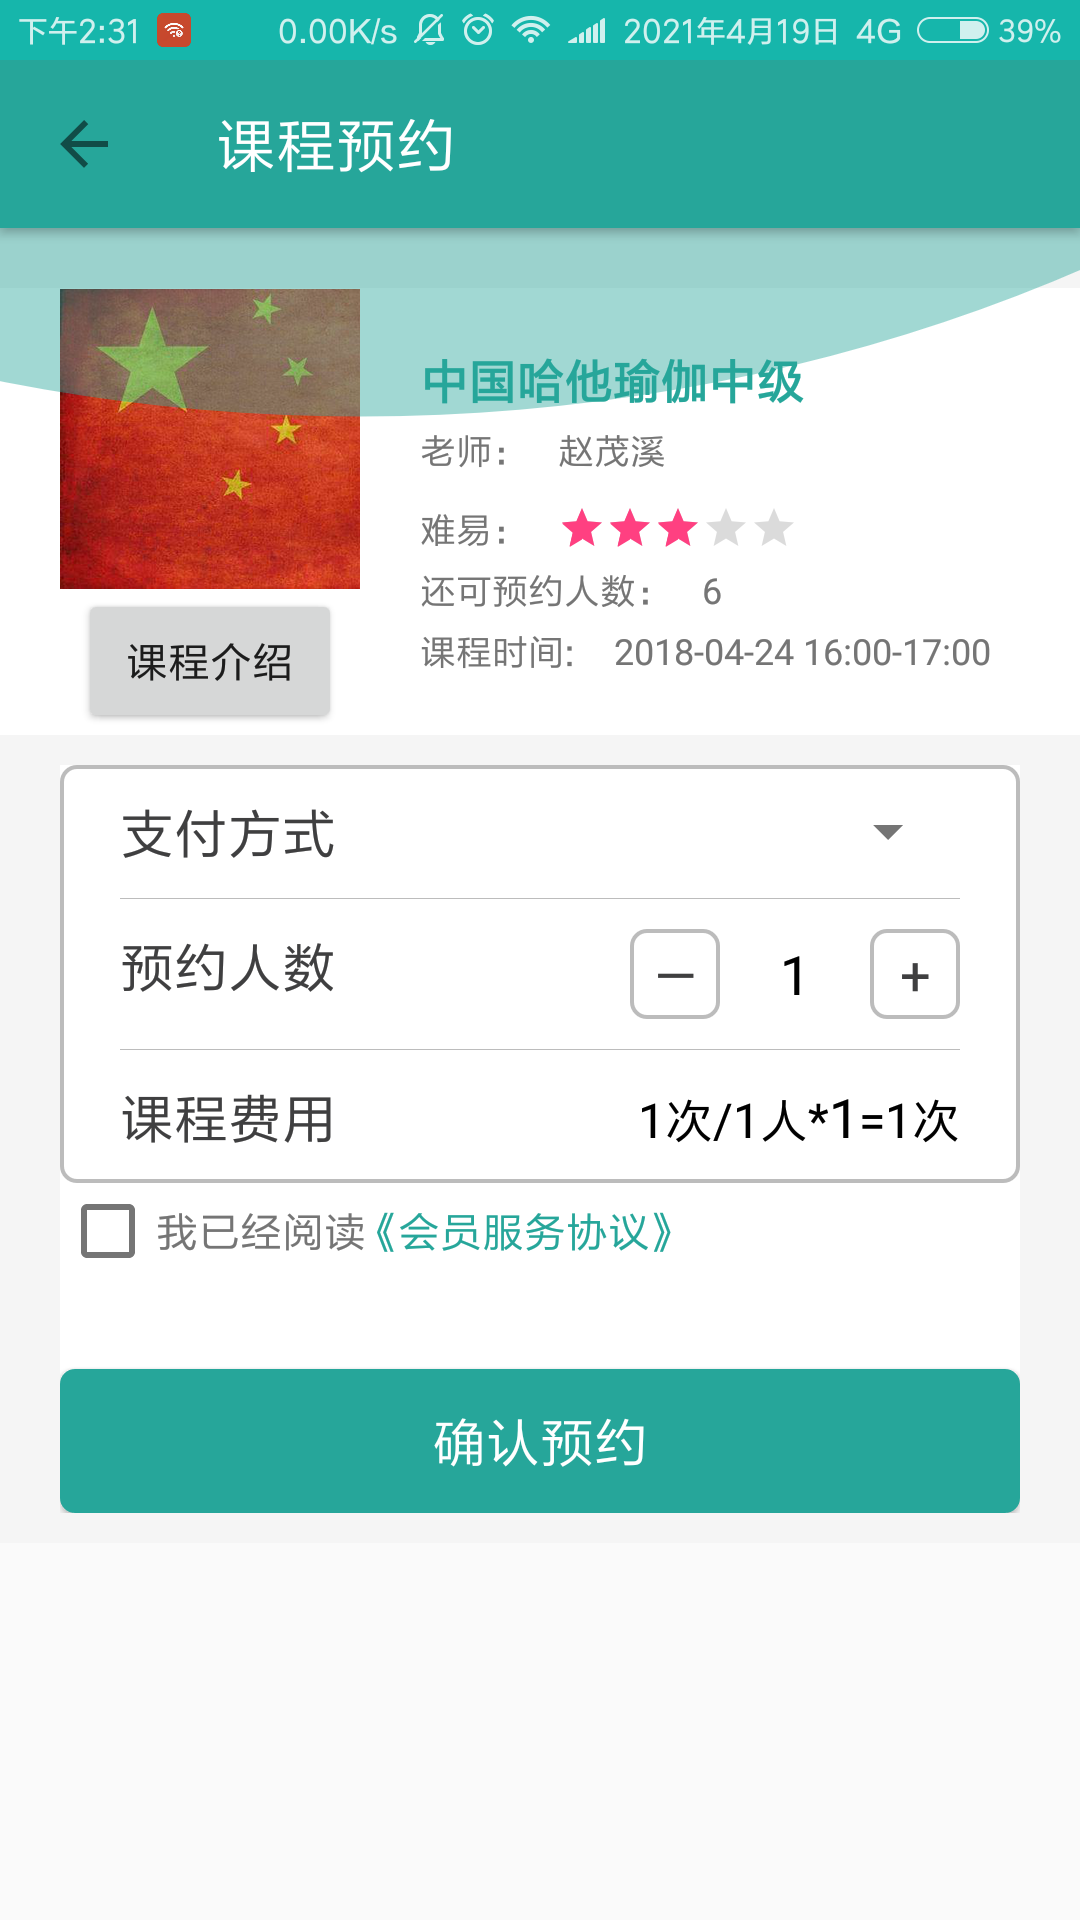 下午2:31 0.00K/s 2021年4月19日 4G 39%
课程预约
中国哈他瑜伽中级
老师： 赵茂溪
难易：
还可预约人数： 6
课程时间: 2018-04-24 16:00-17:00
课程介绍
支付方式
预约人数 — 1 +
课程费用 1次/1人*1=1次
我已经阅读《会员服务协议》
确认预约